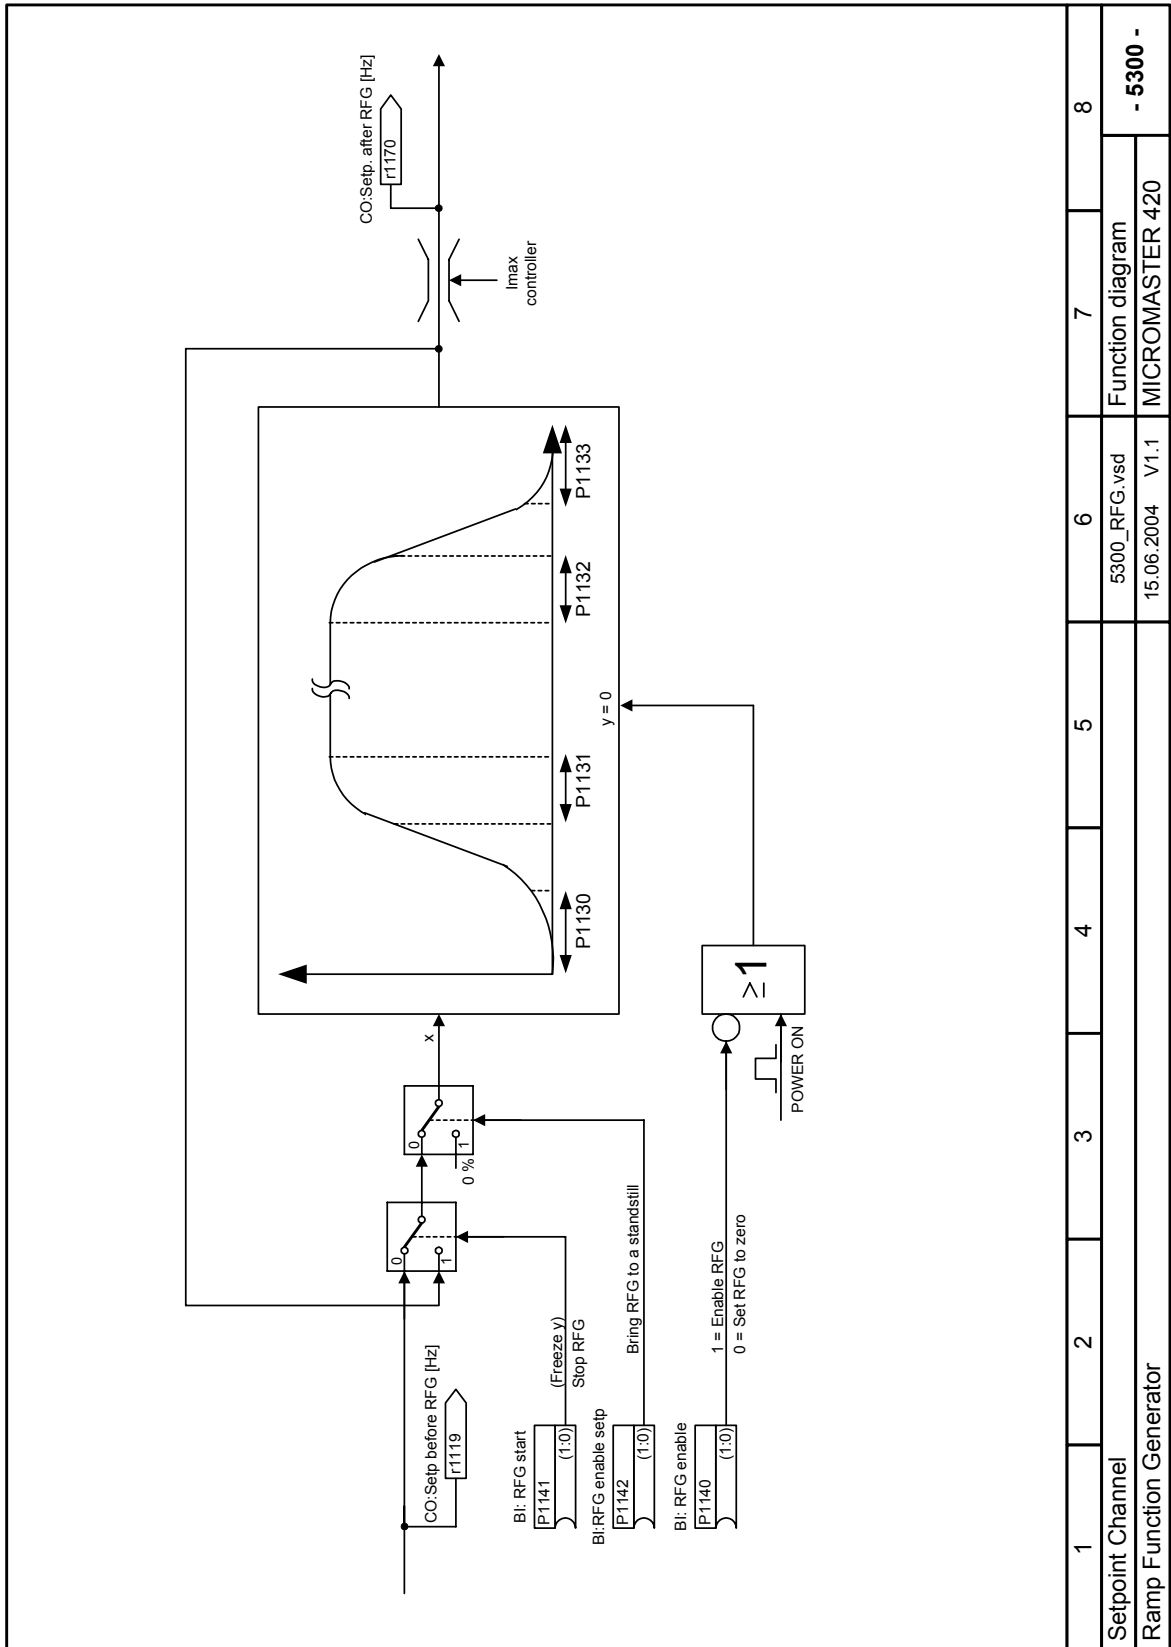 CO:Setp before RFG [Hz]
r1119
BI: RFG start
P1141
(1:0)
(Freeze y)
Stop RFG
BI:RFG enable setp
P1142
(1:0)
Bring RFG to a standstill
BI: RFG enable
P1140
(1:0)
1 = Enable RFG
0 = Set RFG to zero
0
1
0
1
0 %
x
POWER ON
≥1
y = 0
P1130
P1131
P1132
P1133
Imax
controller
CO:Setp. after RFG [Hz]
r1170
1
2
3
4
5
6
7
8
Setpoint Channel
Ramp Function Generator
5300_RFG.vsd
15.06.2004 V1.1
Function diagram
MICROMASTER 420
- 5300 -